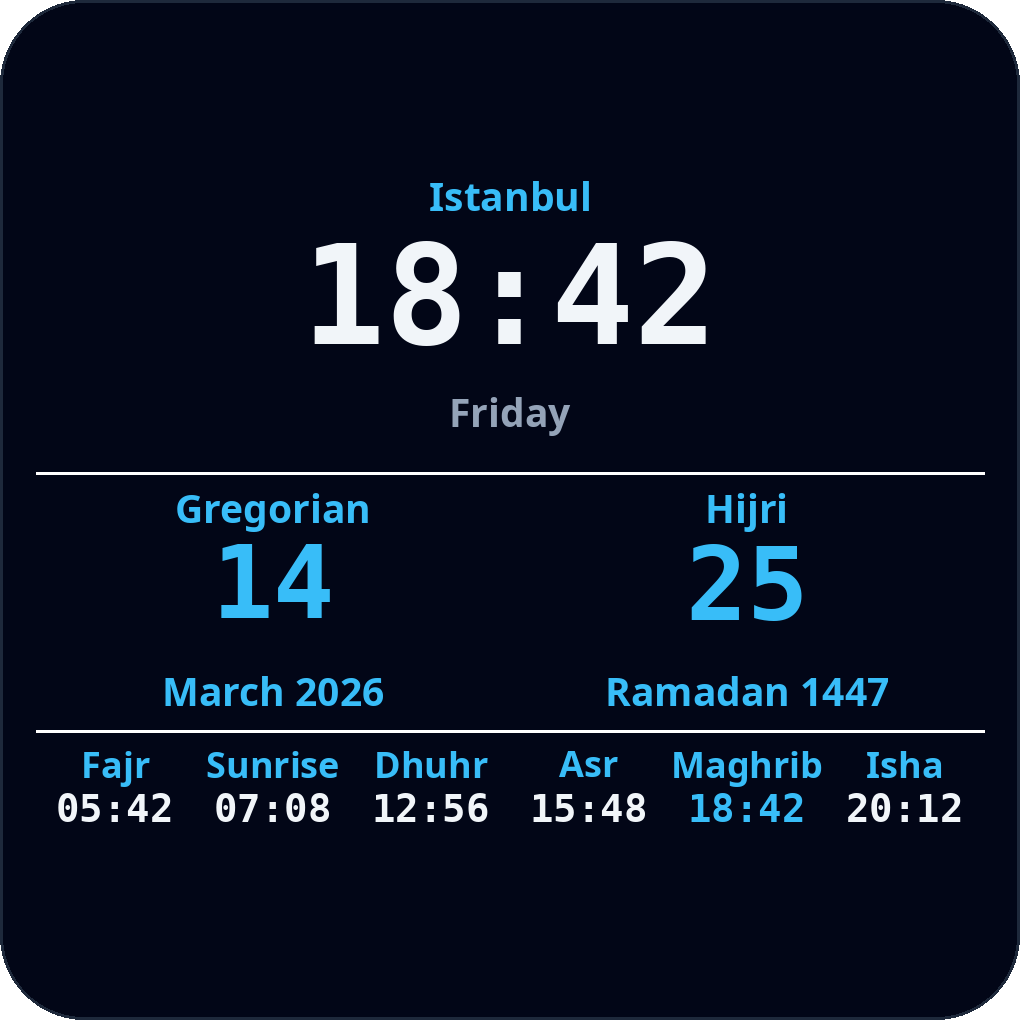 Istanbul
18:42
Friday
Gregorian Hijri
14 25
March 2026 Ramadan 1447
Fajr Sunrise Dhuhr Asr Maghrib Isha
05:42 07:08 12:56 15:48 18:42 20:12